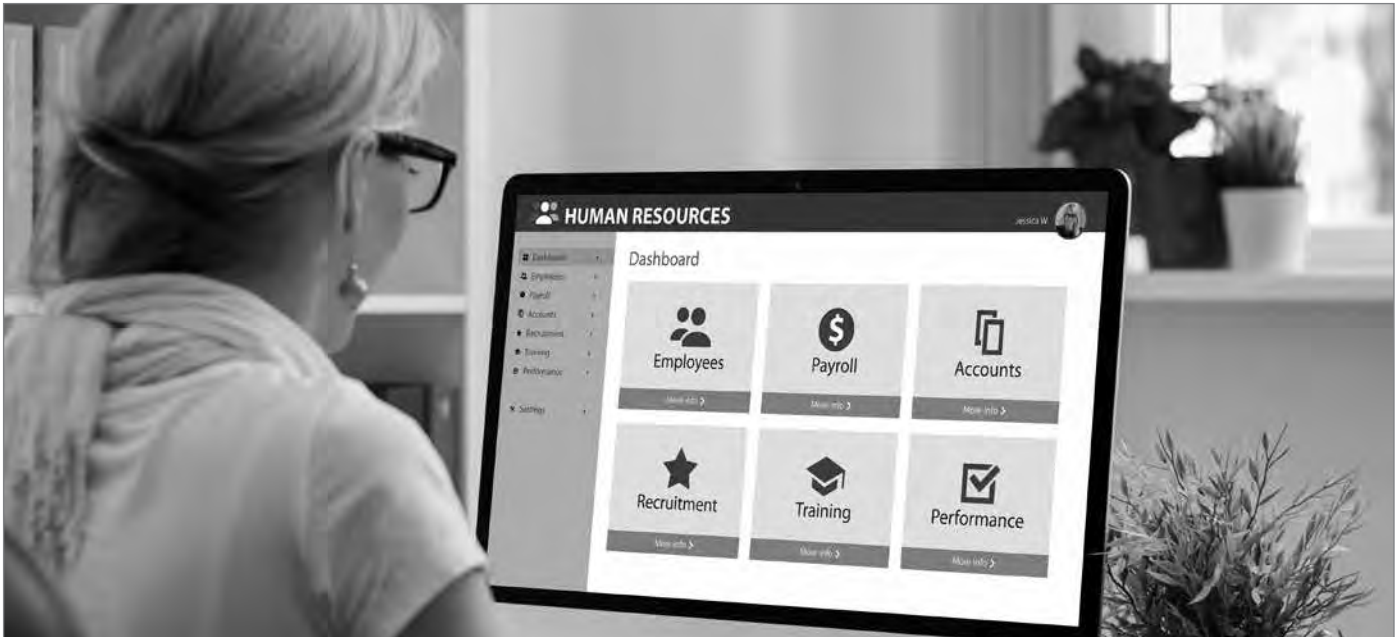 HUMAN RESOURCES
Jessica W.
Dashboard
Employees
Payroll
Accounts
Recruitment
Training
Performance
Settings
Dashboard
Employees
More info
Payroll
More info
Accounts
More info
Recruitment
More info
Training
More info
Performance
More info